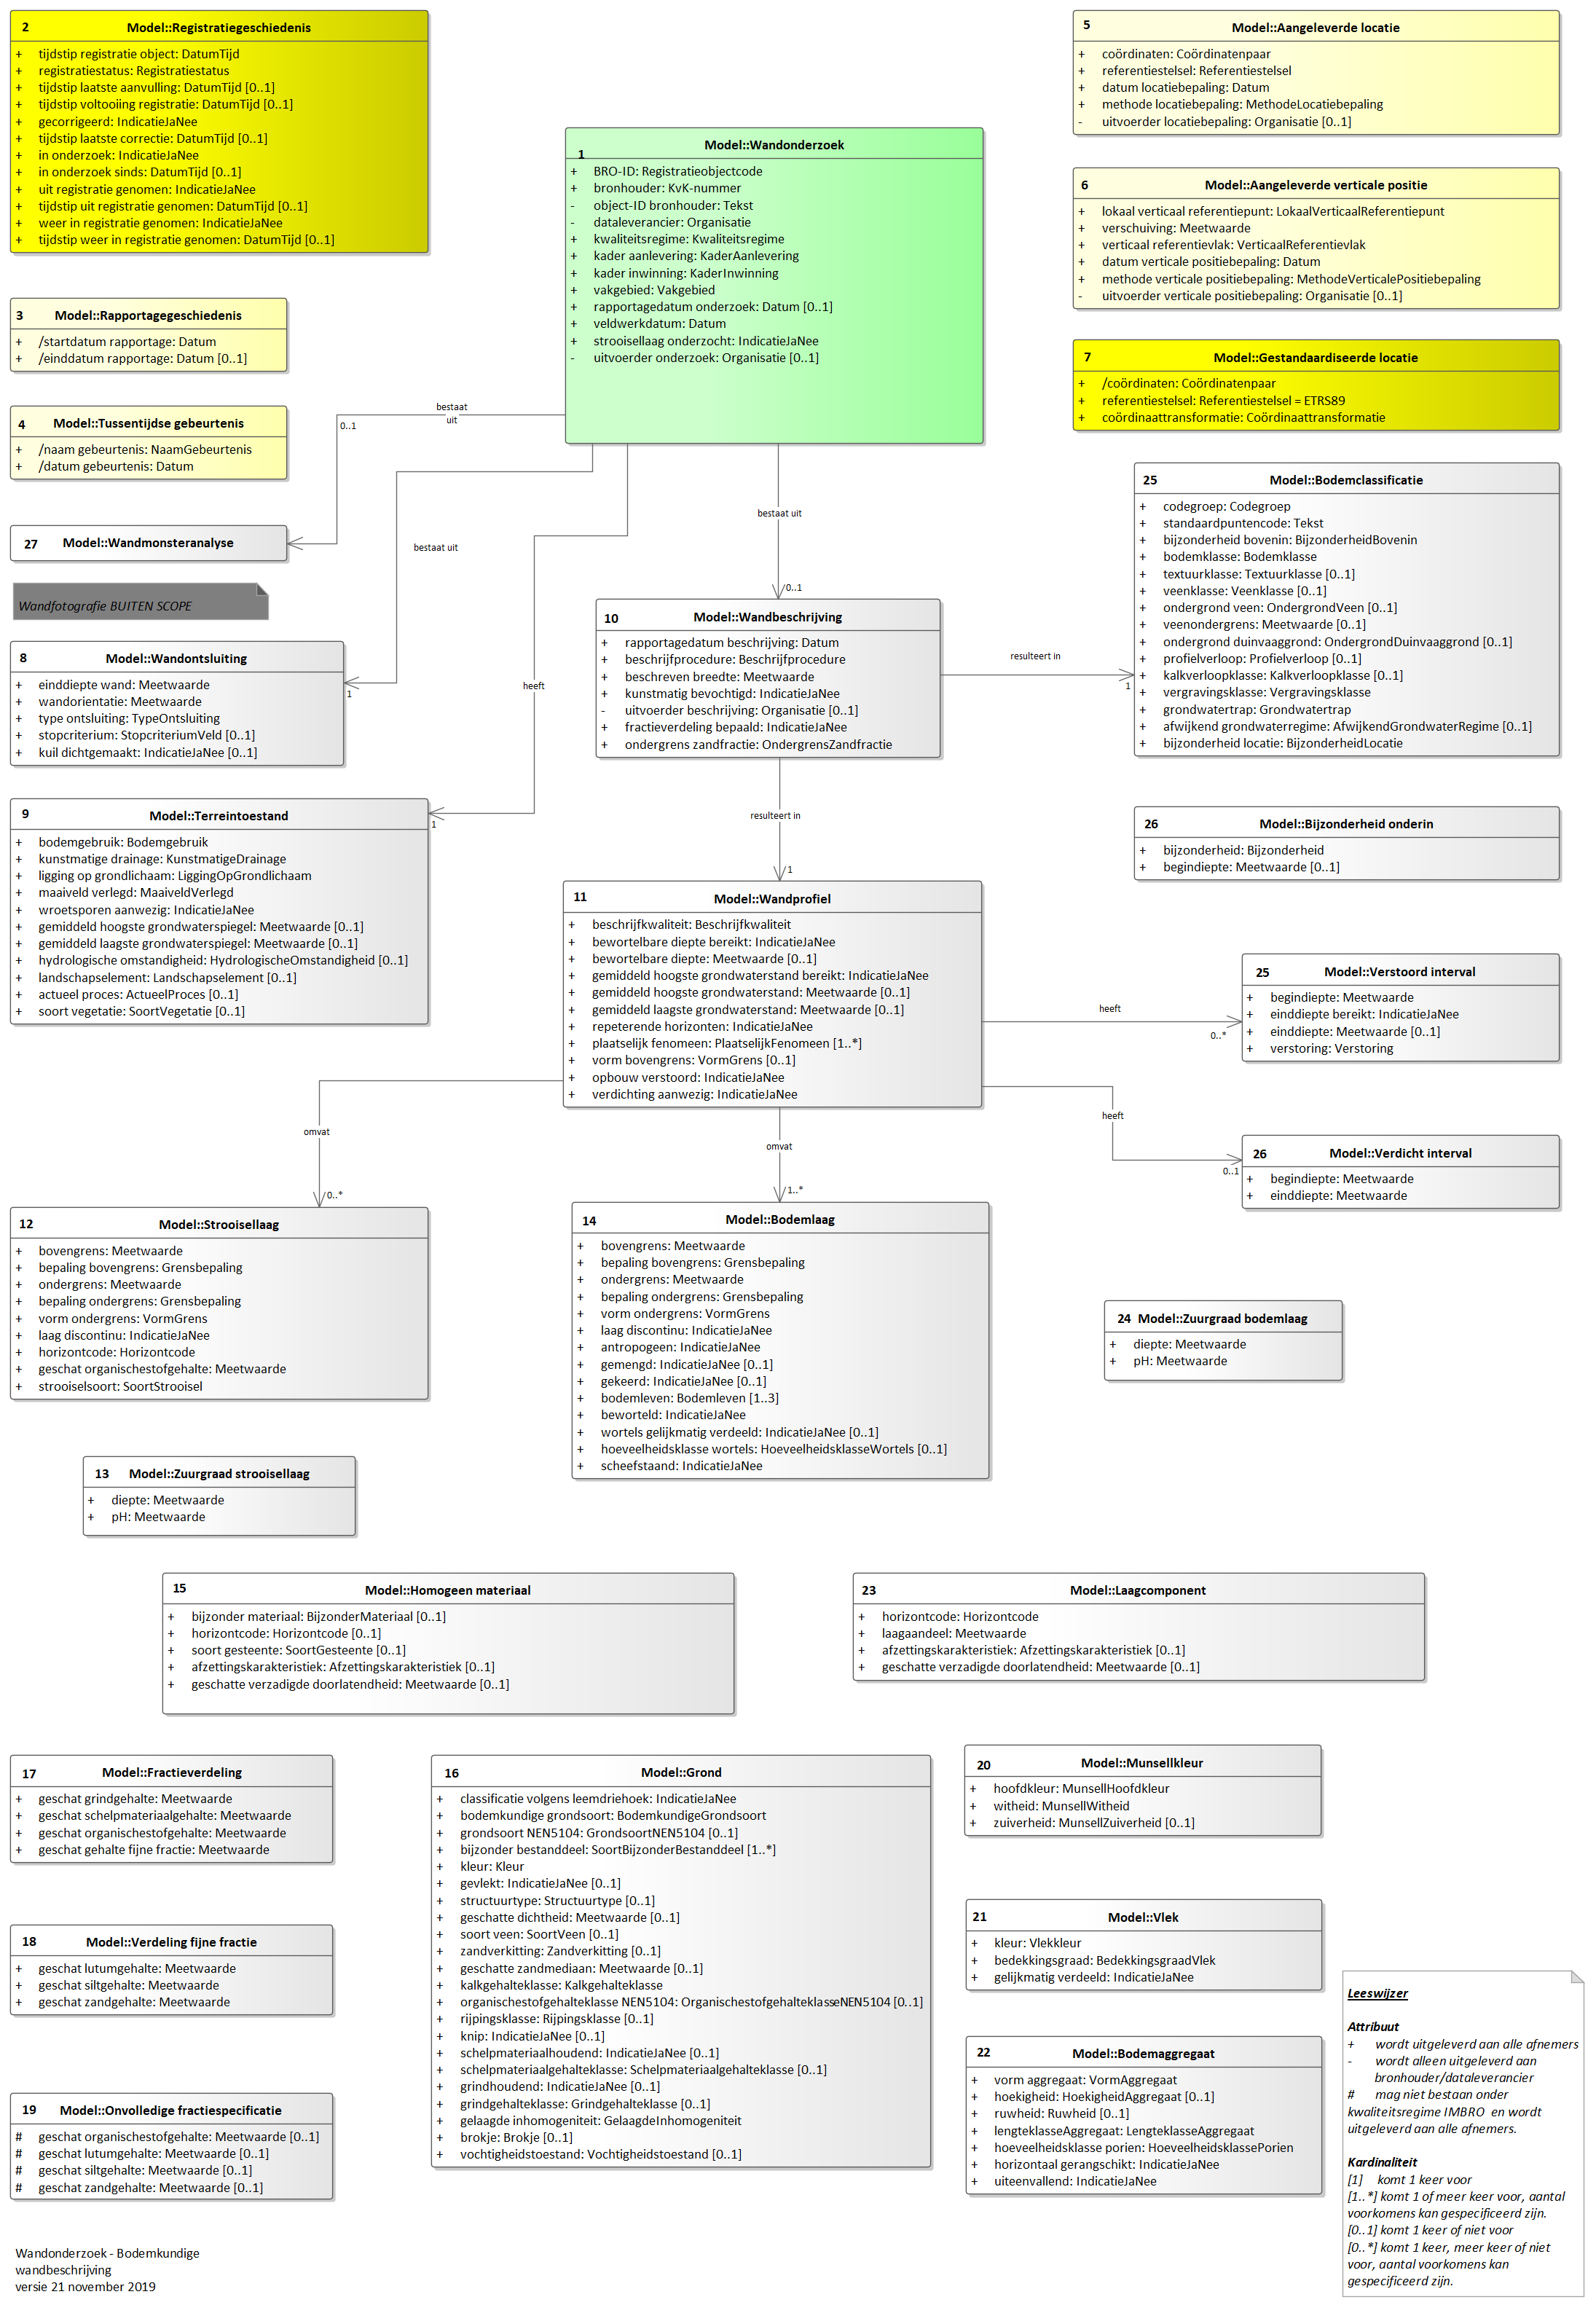 2 Model::Registratiegeschiedenis
+ tijdstip registratie object: DatumTijd
+ registratiestatus: Registratiestatus
+ tijdstip laatste aanvulling: DatumTijd [0..1]
+ tijdstip voltooiing registratie: DatumTijd [0..1]
+ gecorrigeerd: IndicatieJaNee
+ tijdstip laatste correctie: DatumTijd [0..1]
+ in onderzoek: IndicatieJaNee
+ in onderzoek sinds: DatumTijd [0..1]
+ uit registratie genomen: IndicatieJaNee
+ tijdstip uit registratie genomen: DatumTijd [0..1]
+ weer in registratie genomen: IndicatieJaNee
+ tijdstip weer in registratie genomen: DatumTijd [0..1]
3 Model::Rapportagegeschiedenis
+ /startdatum rapportage: Datum
+ /einddatum rapportage: Datum [0..1]
4 Model::Tussentijdse gebeurtenis
+ /naam gebeurtenis: NaamGebeurtenis
+ /datum gebeurtenis: Datum
27 Model::Wandmonsteranalyse
Wandfotografie BUITEN SCOPE
1 Model::Wandonderzoek
+ BRO-ID: Registratieobjectcode
+ bronhouder: KvK-nummer
- object-ID bronhouder: Tekst
- dataleverancier: Organisatie
+ kwaliteitsregime: Kwaliteitsregime
+ kader aanlevering: KaderAanlevering
+ kader inwinning: KaderInwinning
+ vakgebied: Vakgebied
+ rapportagedatum onderzoek: Datum [0..1]
+ veldwerkdatum: Datum
+ strooisellaag onderzocht: IndicatieJaNee
- uitvoerder onderzoek: Organisatie [0..1]
5 Model::Aangeleverde locatie
+ coördinaten: Coördinatenpaar
+ referentiestelsel: Referentiestelsel
+ datum locatiebepaling: Datum
+ methode locatiebepaling: MethodeLocatiebepaling
- uitvoerder locatiebepaling: Organisatie [0..1]
6 Model::Aangeleverde verticale positie
+ lokaal verticaal referentiepunt: LokaalVerticaalReferentiepunt
+ verschuiving: Meetwaarde
+ verticaal referentievlak: VerticaalReferentievlak
+ datum verticale positiebepaling: Datum
+ methode verticale positiebepaling: MethodeVerticalePositiebepaling
- uitvoerder verticale positiebepaling: Organisatie [0..1]
7 Model::Gestandaardiseerde locatie
+ /coördinaten: Coördinatenpaar
+ referentiestelsel: Referentiestelsel = ETRS89
+ coördinaattransformatie: Coördinaattransformatie
bestaat
uit
0..1
bestaat uit
1
heeft
1
bestaat uit
0..1
8 Model::Wandontsluiting
+ einddiepte wand: Meetwaarde
+ wandorientatie: Meetwaarde
+ type ontsluiting: TypeOntsluiting
+ stopcriterium: StopcriteriumVeld [0..1]
+ kuil dichtgemaakt: IndicatieJaNee [0..1]
9 Model::Terreintoestand
+ bodemgebruik: Bodemgebruik
+ kunstmatige drainage: KunstmatigeDrainage
+ ligging op grondlichaam: LiggingOpGrondlichaam
+ maaiveld verlegd: MaaiveldVerlegd
+ wroetsporen aanwezig: IndicatieJaNee
+ gemiddeld hoogste grondwaterspiegel: Meetwaarde [0..1]
+ gemiddeld laagste grondwaterspiegel: Meetwaarde [0..1]
+ hydrologische omstandigheid: HydrologischeOmstandigheid [0..1]
+ landschapselement: Landschapselement [0..1]
+ actueel proces: ActueelProces [0..1]
+ soort vegetatie: SoortVegetatie [0..1]
10 Model::Wandbeschrijving
+ rapportagedatum beschrijving: Datum
+ beschrijfprocedure: Beschrijfprocedure
+ beschreven breedte: Meetwaarde
+ kunstmatig bevochtigd: IndicatieJaNee
- uitvoerder beschrijving: Organisatie [0..1]
+ fractieverdeling bepaald: IndicatieJaNee
+ ondergrens zandfractie: OndergrensZandfractie
resulteert in
1
resulteert in
1
25 Model::Bodemclassificatie
+ codegroep: Codegroep
+ standaardpuntencode: Tekst
+ bijzonderheid bovenin: BijzonderheidBovenin
+ bodemklasse: Bodemklasse
+ textuurklasse: Textuurklasse [0..1]
+ veenklasse: Veenklasse [0..1]
+ ondergrond veen: OndergrondVeen [0..1]
+ veenondergrens: Meetwaarde [0..1]
+ ondergrond duinvaaggrond: OndergrondDuinvaaggrond [0..1]
+ profielverloop: Profielverloop [0..1]
+ kalkverloopklasse: Kalkverloopklasse [0..1]
+ vergravingsklasse: Vergravingsklasse
+ grondwatertrap: Grondwatertrap
+ afwijkend grondwaterregime: AfwijkendGrondwaterRegime [0..1]
+ bijzonderheid locatie: BijzonderheidLocatie
26 Model::Bijzonderheid onderin
+ bijzonderheid: Bijzonderheid
+ begindiepte: Meetwaarde [0..1]
11 Model::Wandprofiel
+ beschrijfkwaliteit: Beschrijfkwaliteit
+ bewortelbare diepte bereikt: IndicatieJaNee
+ bewortelbare diepte: Meetwaarde [0..1]
+ gemiddeld hoogste grondwaterstand bereikt: IndicatieJaNee
+ gemiddeld hoogste grondwaterstand: Meetwaarde [0..1]
+ gemiddeld laagste grondwaterstand: Meetwaarde [0..1]
+ repeterende horizonten: IndicatieJaNee
+ plaatselijk fenomeen: PlaatselijkFenomeen [1..*]
+ vorm bovengrens: VormGrens [0..1]
+ opbouw verstoord: IndicatieJaNee
+ verdichting aanwezig: IndicatieJaNee
heeft
0..*
25 Model::Verstoord interval
+ begindiepte: Meetwaarde
+ einddiepte bereikt: IndicatieJaNee
+ einddiepte: Meetwaarde [0..1]
+ verstoring: Verstoring
heeft
0..1
26 Model::Verdicht interval
+ begindiepte: Meetwaarde
+ einddiepte: Meetwaarde
omvat
0..*
omvat
1..*
12 Model::Strooisellaag
+ bovengrens: Meetwaarde
+ bepaling bovengrens: Grensbepaling
+ ondergrens: Meetwaarde
+ bepaling ondergrens: Grensbepaling
+ vorm ondergrens: VormGrens
+ laag discontinu: IndicatieJaNee
+ horizontcode: Horizontcode
+ geschat organischestofgehalte: Meetwaarde
+ strooiselsoort: SoortStrooisel
14 Model::Bodemlaag
+ bovengrens: Meetwaarde
+ bepaling bovengrens: Grensbepaling
+ ondergrens: Meetwaarde
+ bepaling ondergrens: Grensbepaling
+ vorm ondergrens: VormGrens
+ laag discontinu: IndicatieJaNee
+ antropogeen: IndicatieJaNee
+ gemengd: IndicatieJaNee [0..1]
+ gekeerd: IndicatieJaNee [0..1]
+ bodemleven: Bodemleven [1..3]
+ beworteld: IndicatieJaNee
+ wortels gelijkmatig verdeeld: IndicatieJaNee [0..1]
+ hoeveelheidsklasse wortels: HoeveelheidsklasseWortels [0..1]
+ scheefstaand: IndicatieJaNee
24 Model::Zuurgraad bodemlaag
+ diepte: Meetwaarde
+ pH: Meetwaarde
13 Model::Zuurgraad strooisellaag
+ diepte: Meetwaarde
+ pH: Meetwaarde
15 Model::Homogeen materiaal
+ bijzonder materiaal: BijzonderMateriaal [0..1]
+ horizontcode: Horizontcode [0..1]
+ soort gesteente: SoortGesteente [0..1]
+ afzettingskarakteristiek: Afzettingskarakteristiek [0..1]
+ geschatte verzadigde doorlatendheid: Meetwaarde [0..1]
23 Model::Laagcomponent
+ horizontcode: Horizontcode
+ laagaandeel: Meetwaarde
+ afzettingskarakteristiek: Afzettingskarakteristiek [0..1]
+ geschatte verzadigde doorlatendheid: Meetwaarde [0..1]
17 Model::Fractieverdeling
+ geschat grindgehalte: Meetwaarde
+ geschat schelpmateriaalgehalte: Meetwaarde
+ geschat organischestofgehalte: Meetwaarde
+ geschat gehalte fijne fractie: Meetwaarde
18 Model::Verdeling fijne fractie
+ geschat lutumgehalte: Meetwaarde
+ geschat siltgehalte: Meetwaarde
+ geschat zandgehalte: Meetwaarde
19 Model::Onvolledige fractiespecificatie
# geschat organischestofgehalte: Meetwaarde [0..1]
# geschat lutumgehalte: Meetwaarde [0..1]
# geschat siltgehalte: Meetwaarde [0..1]
# geschat zandgehalte: Meetwaarde [0..1]
16 Model::Grond
+ classificatie volgens leemdriehoek: IndicatieJaNee
+ bodemkundige grondsoort: BodemkundigeGrondsoort
+ grondsoort NEN5104: GrondsoortNEN5104 [0..1]
+ bijzonder bestanddeel: SoortBijzonderBestanddeel [1..*]
+ kleur: Kleur
+ gevlekt: IndicatieJaNee [0..1]
+ structuurtype: Structuurtype [0..1]
+ geschatte dichtheid: Meetwaarde [0..1]
+ soort veen: SoortVeen [0..1]
+ zandverkitting: Zandverkitting [0..1]
+ geschatte zandmediaan: Meetwaarde [0..1]
+ kalkgehalteklasse: Kalkgehalteklasse
+ organischestofgehalteklasse NEN5104: OrganischestofgehalteklasseNEN5104 [0..1]
+ rijpingsklasse: Rijpingsklasse [0..1]
+ knip: IndicatieJaNee [0..1]
+ schelpmateriaalhoudend: IndicatieJaNee [0..1]
+ schelpmateriaalgehalteklasse: Schelpmateriaalgehalteklasse [0..1]
+ grindhoudend: IndicatieJaNee [0..1]
+ grindgehalteklasse: Grindgehalteklasse [0..1]
+ gelaagde inhomogeniteit: GelaagdeInhomogeniteit
+ brokje: Brokje [0..1]
+ vochtigheidstoestand: Vochtigheidstoestand [0..1]
20 Model::Munsellkleur
+ hoofdkleur: MunsellHoofdkleur
+ witheid: MunsellWitheid
+ zuiverheid: MunsellZuiverheid [0..1]
21 Model::Vlek
+ kleur: Vlekkleur
+ bedekkingsgraad: BedekkingsgraadVlek
+ gelijkmatig verdeeld: IndicatieJaNee
22 Model::Bodemaggregaat
+ vorm aggregaat: VormAggregaat
+ hoekigheid: HoekigheidAggregaat [0..1]
+ ruwheid: Ruwheid [0..1]
+ lengteklasseAggregaat: LengteklasseAggregaat
+ hoeveelheidsklasse porien: HoeveelheidsklassePorien
+ horizontaal gerangschikt: IndicatieJaNee
+ uiteenvallend: IndicatieJaNee
Leeswijzer
Attribuut
+ wordt uitgeleverd aan alle afnemers
- wordt alleen uitgeleverd aan
bronhouder/dataleverancier
# mag niet bestaan onder
kwaliteitsregime IMBRO en wordt
uitgeleverd aan alle afnemers.
Kardinaliteit
[1] komt 1 keer voor
[1..*] komt 1 of meer keer voor, aantal
voorkomens kan gespecificeerd zijn.
[0..1] komt 1 keer of niet voor
[0..*] komt 1 keer, meer keer of niet
voor, aantal voorkomens kan
gespecificeerd zijn.
Wandonderzoek - Bodemkundige
wandbeschrijving
versie 21 november 2019